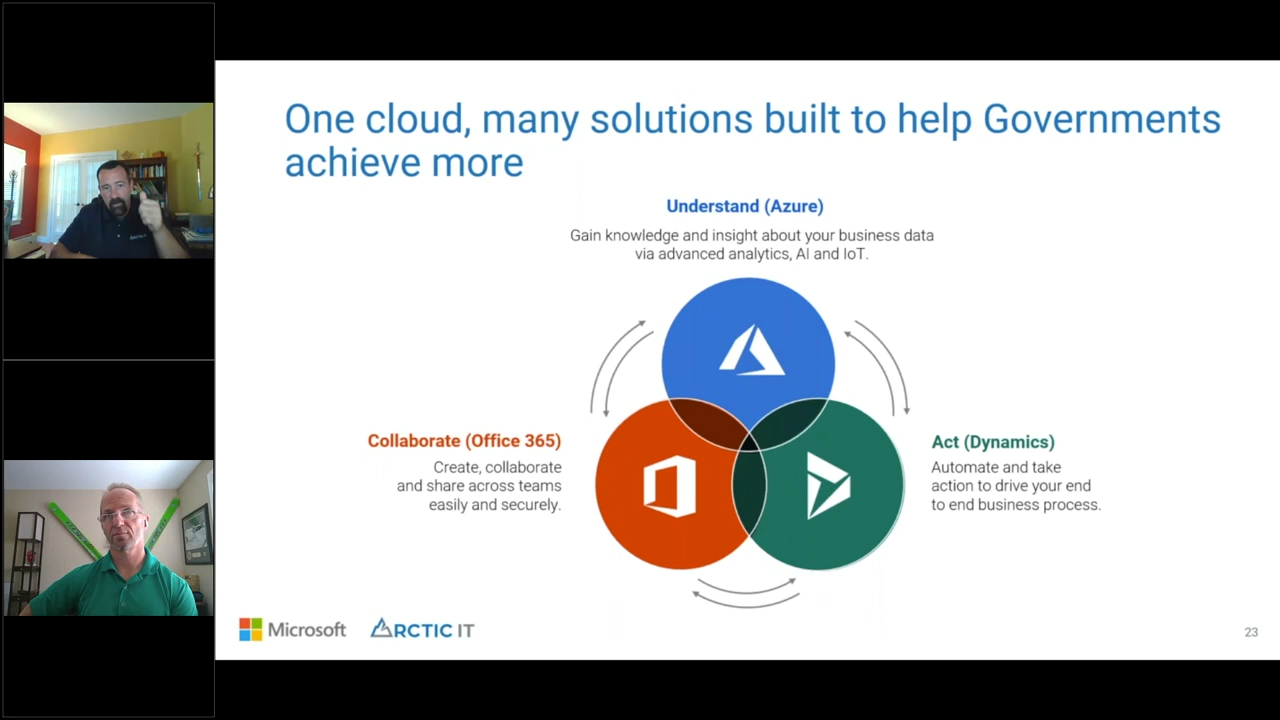 One cloud, many solutions built to help Governments
achieve more
Understand (Azure)
Gain knowledge and insight about your business data
via advanced analytics, AI and IoT.
Collaborate (Office 365)
Create, collaborate
and share across teams
easily and securely.
Act (Dynamics)
Automate and take
action to drive your end
to end business process.
Microsoft
ARCTIC IT
23